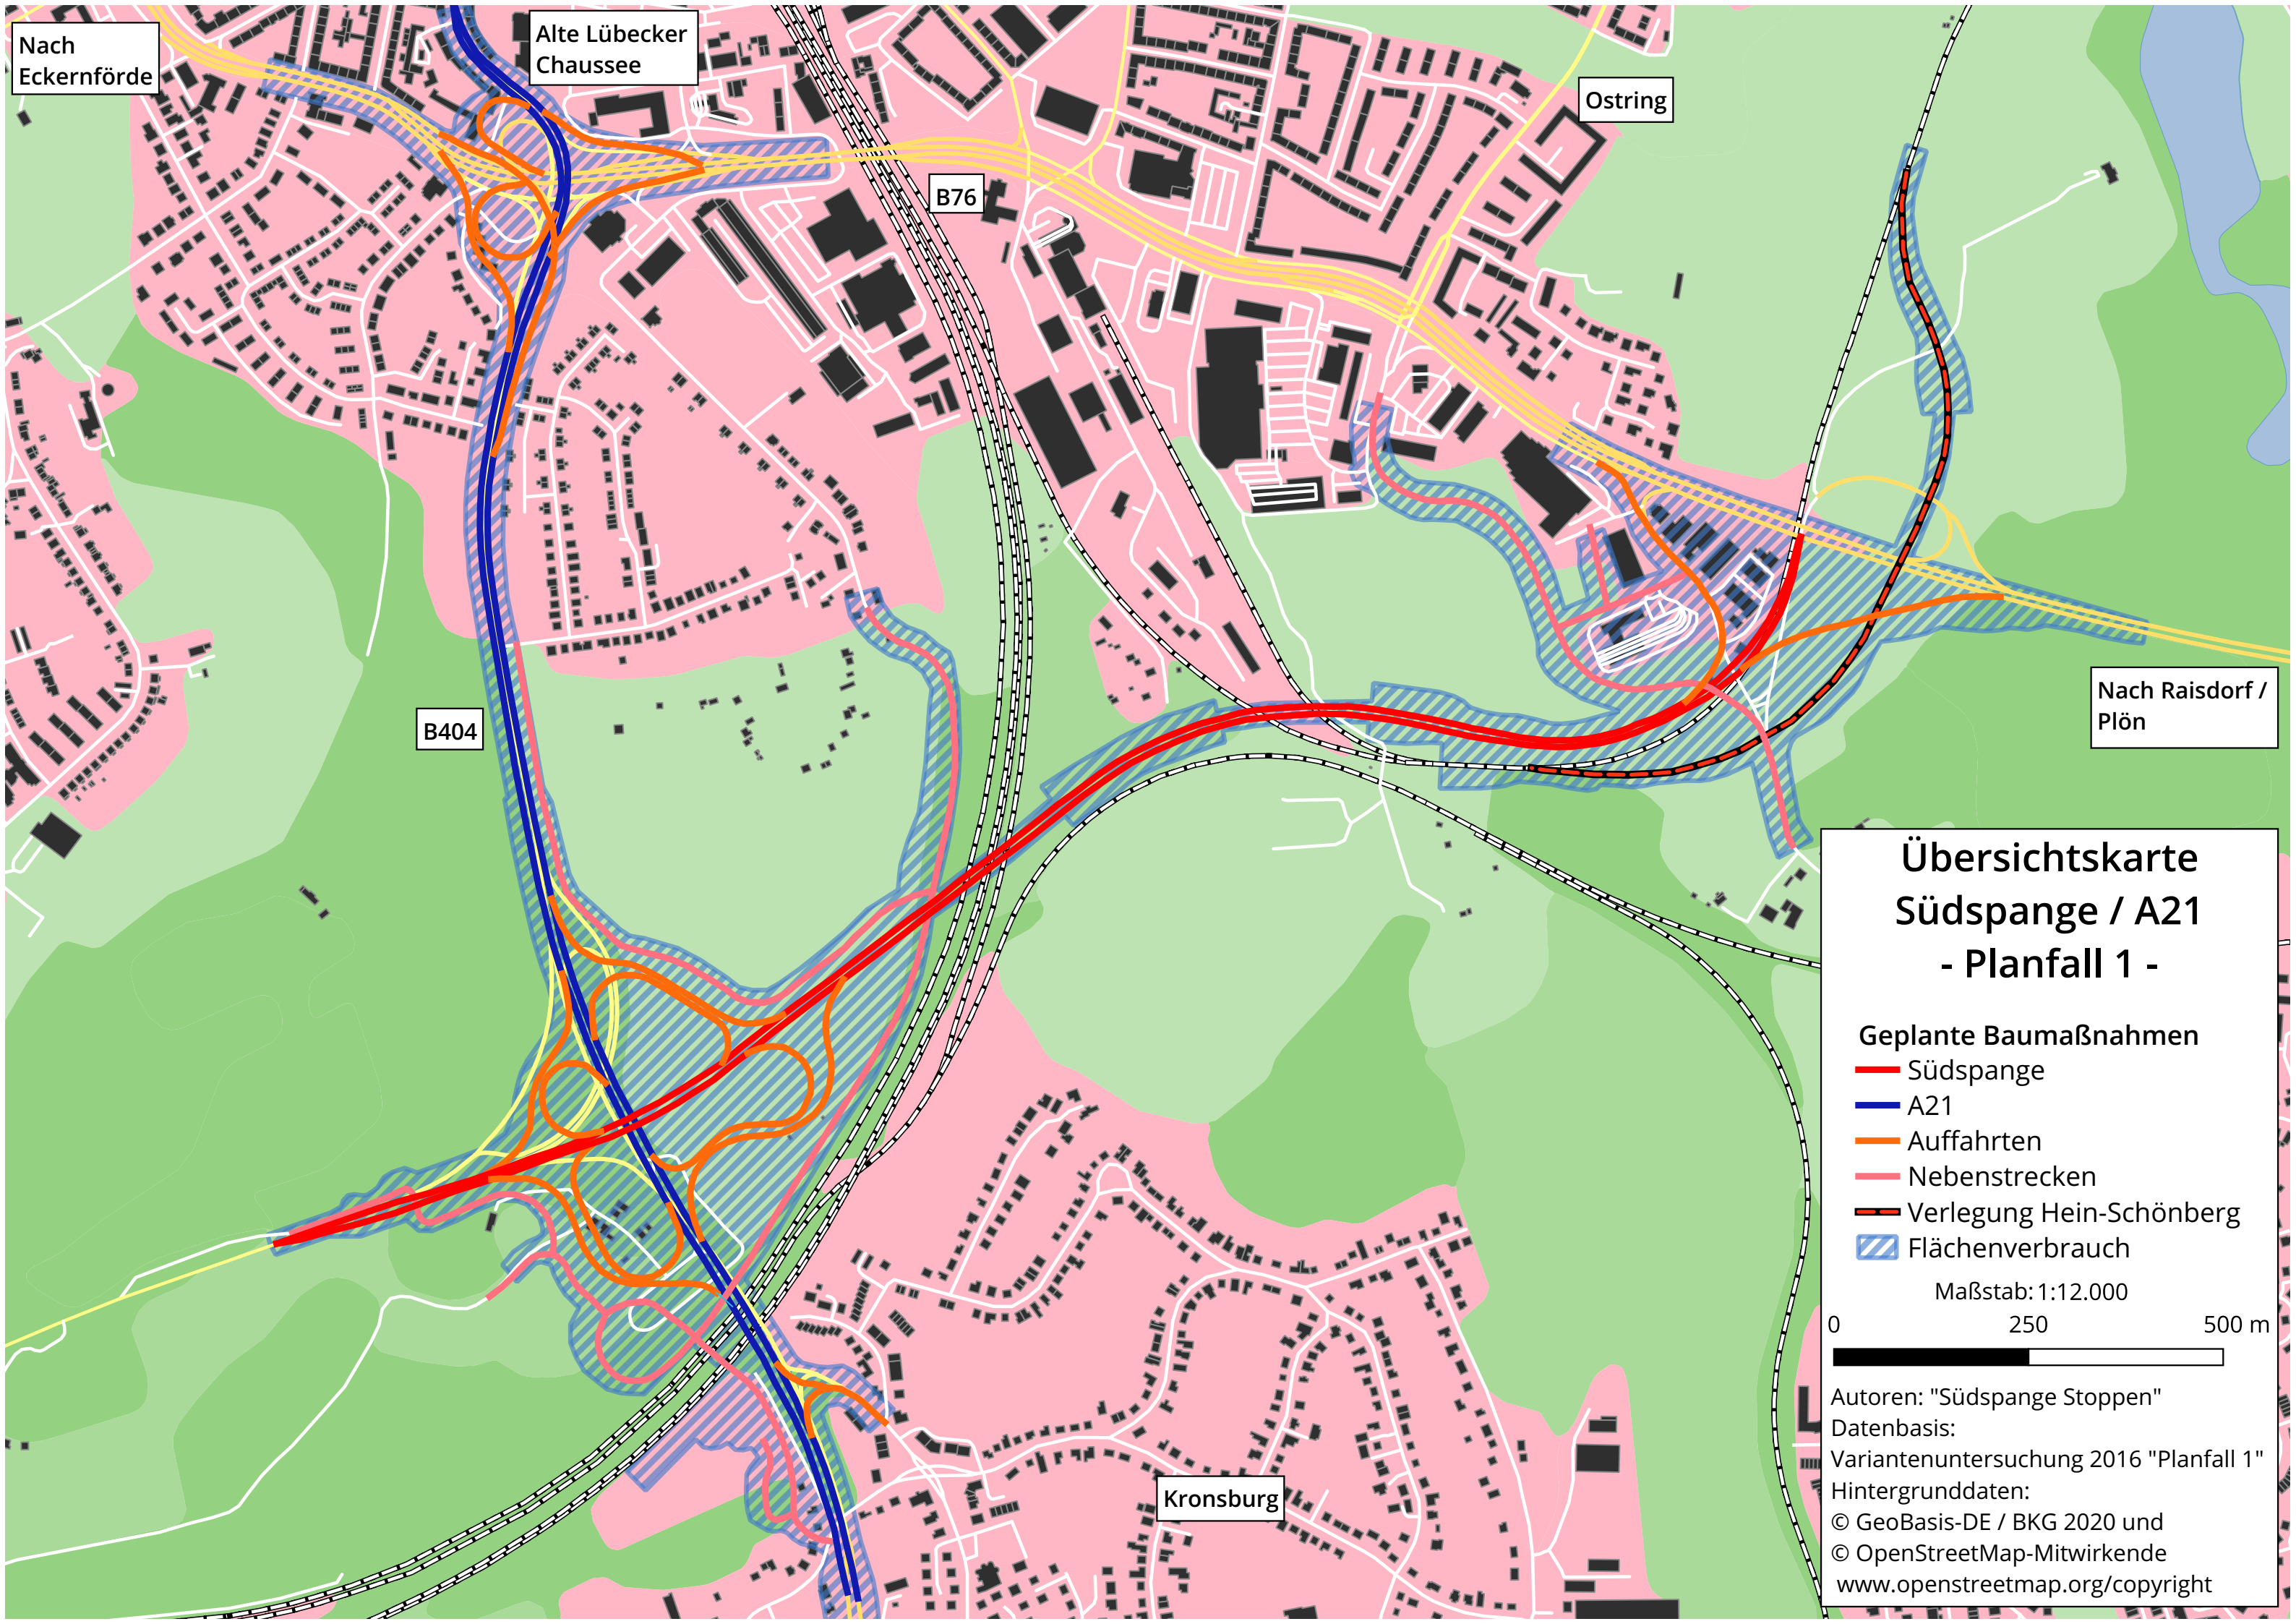 Nach
Eckernförde
Alte Lübecker
Chaussee
Ostring
B76
B404
Nach Raisdorf /
Plön
Kronsburg
Übersichtskarte
Südspange / A21
- Planfall 1 -
Geplante Baumaßnahmen
Südspange
A21
Auffahrten
Nebenstrecken
Verlegung Hein-Schönberg
Flächenverbrauch
Maßstab: 1:12.000
0 250 500 m
Autoren: "Südspange Stoppen"
Datenbasis:
Variantenuntersuchung 2016 "Planfall 1"
Hintergrunddaten:
© GeoBasis-DE / BKG 2020 und
© OpenStreetMap-Mitwirkende
www.openstreetmap.org/copyright